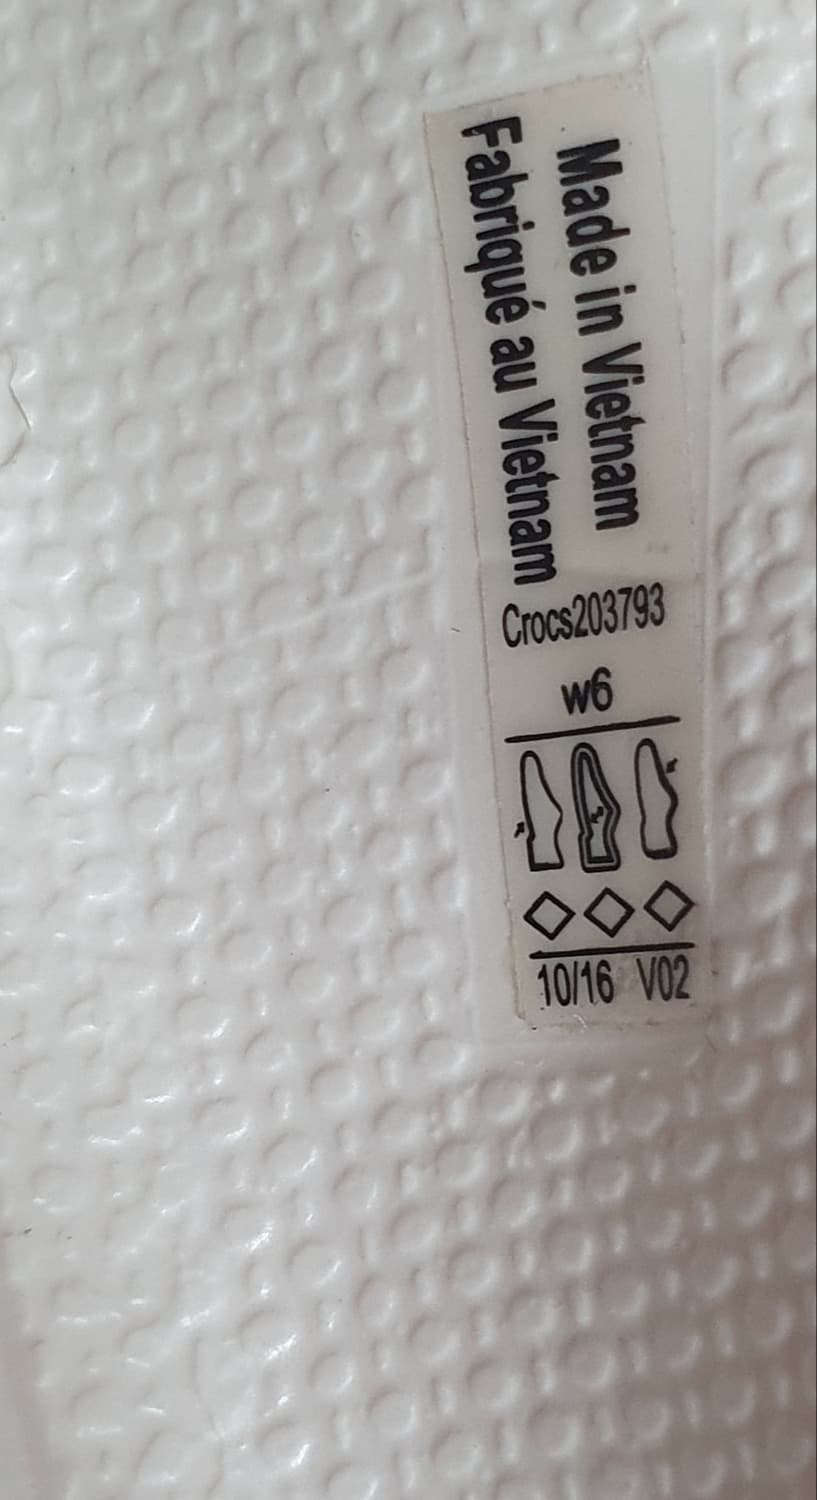 Made in Vietnam
Fabriqué au Vietnam
Crocs203793
w6
10/16 V02